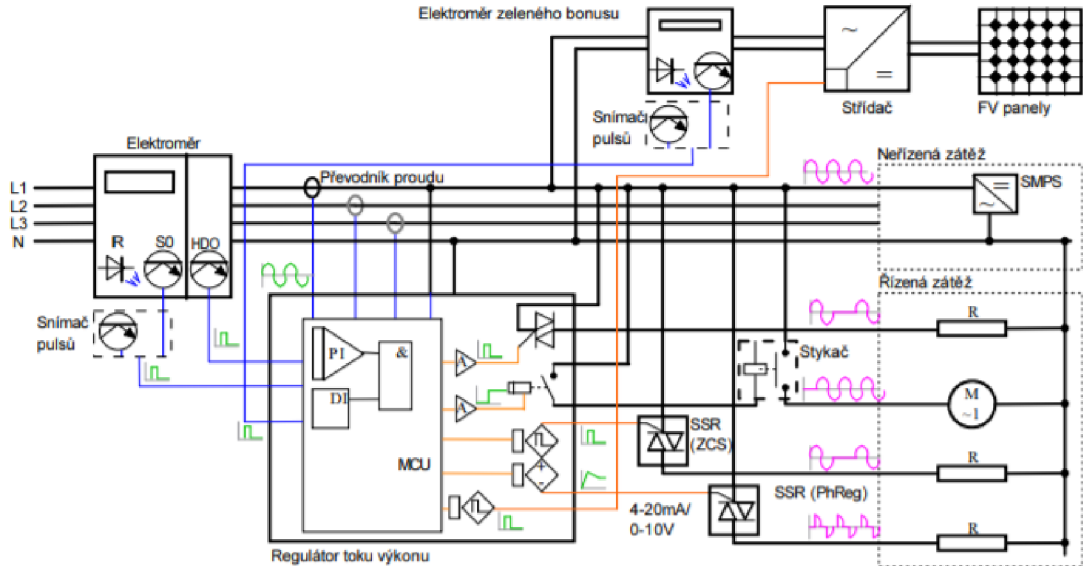 Elektroměr zeleného bonusu
~
=
Střídač
FV panely
Snímač
pulsů
Elektroměr
Neřízená zátěž
L1
L2
L3
N
Převodník proudu
~
=
SMPS
IR
S0
HDO
Řízená zátěž
Snímač
pulsů
PI
&
DI
MCU
A
A
+
-
Stykač
R
M
~1
SSR
(ZCS)
R
4-20mA/
0-10V
SSR (PhReg)
R
Regulátor toku výkonu